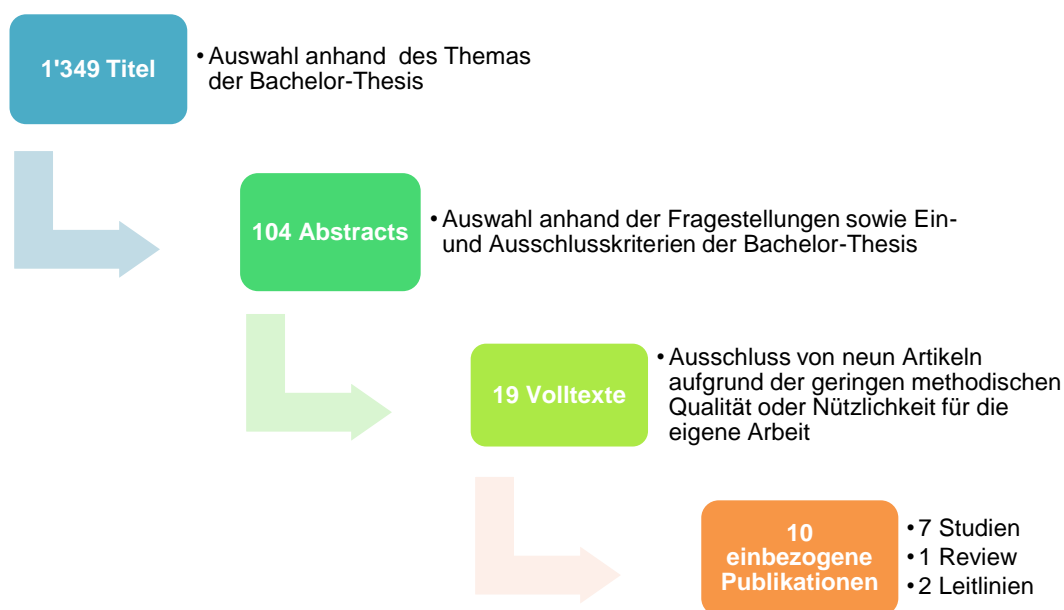 1'349 Titel
• Auswahl anhand des Themas
der Bachelor-Thesis
104 Abstracts
• Auswahl anhand der Fragestellungen sowie Ein-
und Ausschlusskriterien der Bachelor-Thesis
19 Volltexte
• Ausschluss von neun Artikeln
aufgrund der geringen methodischen
Qualität oder Nützlichkeit für die
eigene Arbeit
10
einbezogene
Publikationen
• 7 Studien
• 1 Review
• 2 Leitlinien